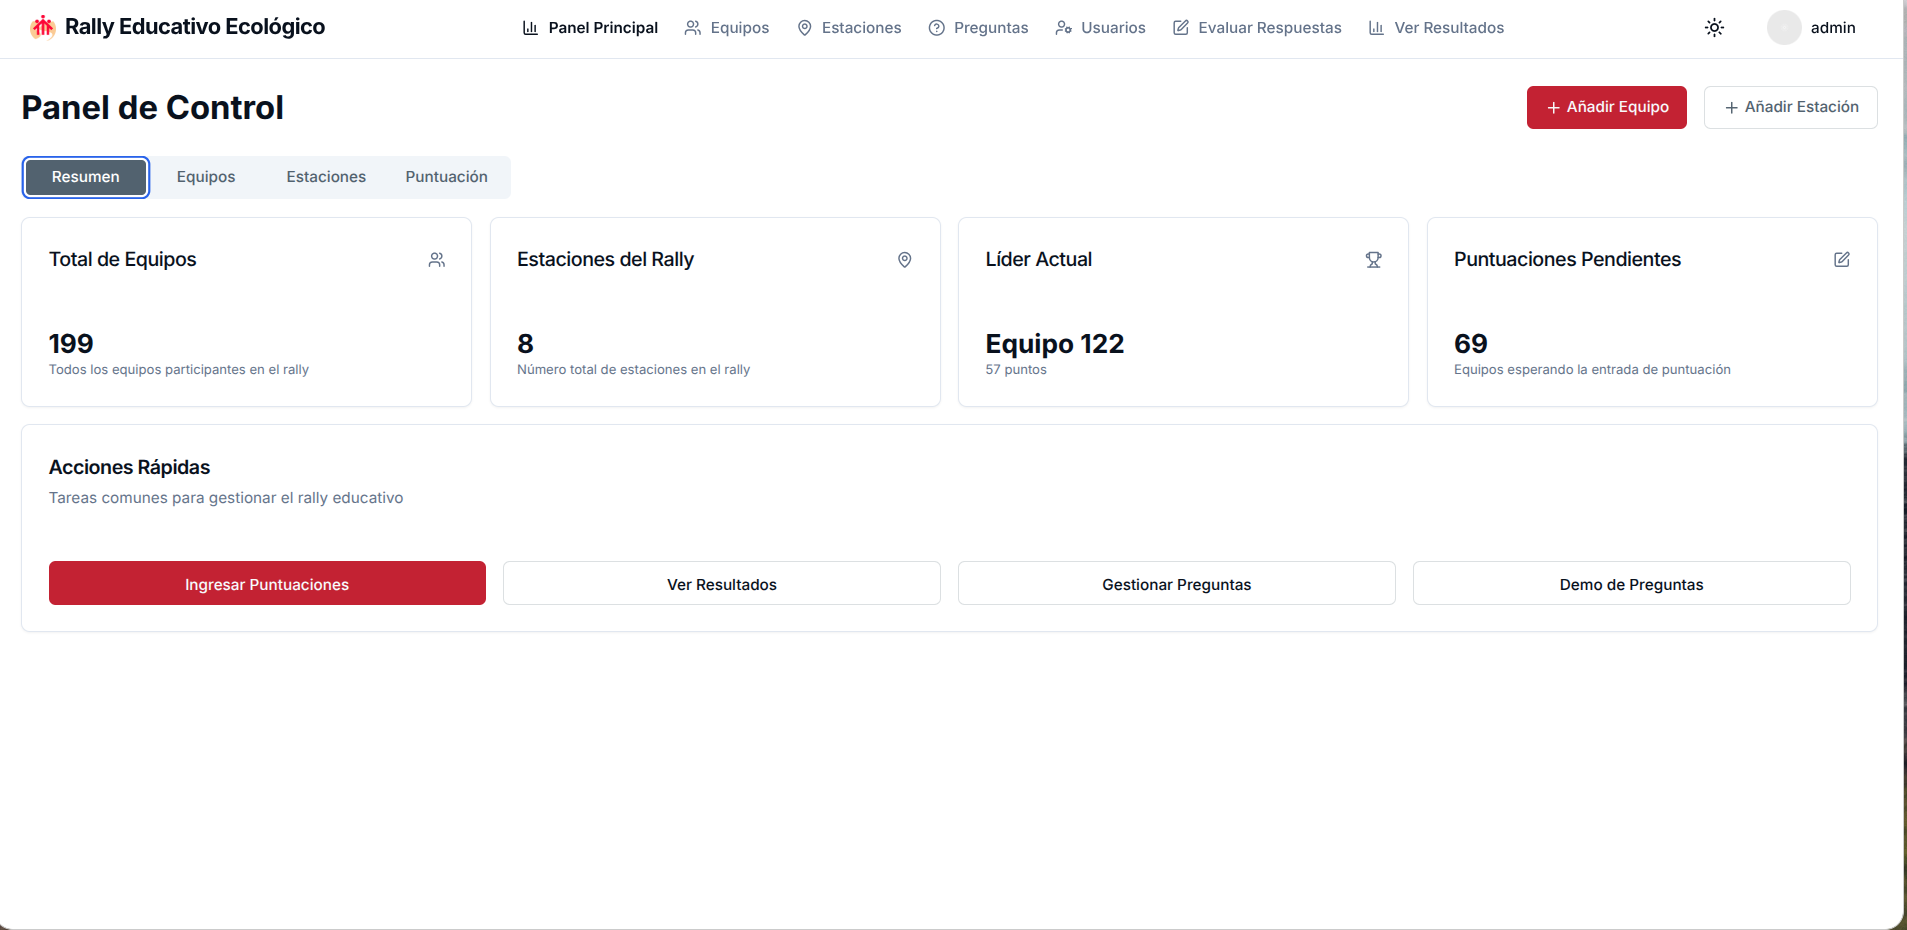 Rally Educativo Ecológico
Panel Principal
Equipos
Estaciones
Preguntas
Usuarios
Evaluar Respuestas
Ver Resultados
admin
Panel de Control
+ Añadir Equipo
+ Añadir Estación
Resumen
Equipos
Estaciones
Puntuación
Total de Equipos
199
Todos los equipos participantes en el rally
Estaciones del Rally
8
Número total de estaciones en el rally
Líder Actual
Equipo 122
57 puntos
Puntuaciones Pendientes
69
Equipos esperando la entrada de puntuación
Acciones Rápidas
Tareas comunes para gestionar el rally educativo
Ingresar Puntuaciones
Ver Resultados
Gestionar Preguntas
Demo de Preguntas